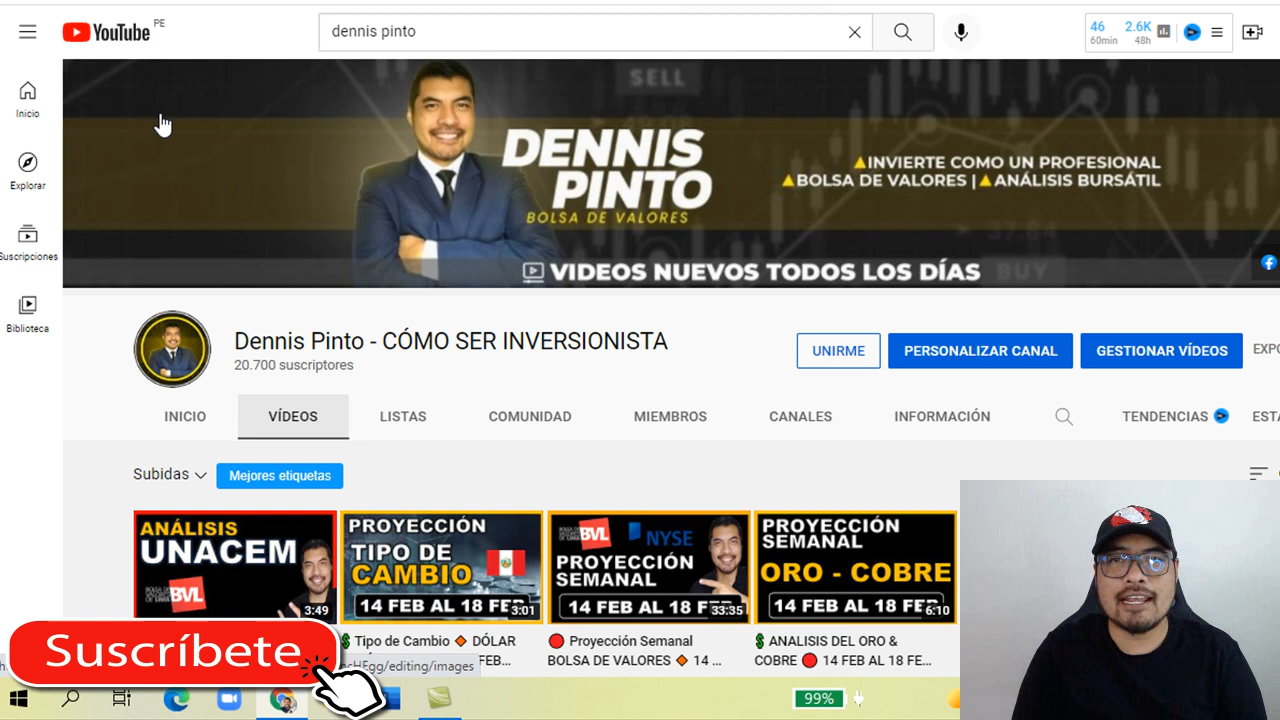 YouTube PE
dennis pinto
46
60min
2.6K
48h
Inicio
Explorar
Suscripciones
Biblioteca
SELL
DENNIS
PINTO
BOLSA DE VALORES
INVIERTE COMO UN PROFESIONAL
BOLSA DE VALORES | ANÁLISIS BURSÁTIL
VIDEOS NUEVOS TODOS LOS DÍAS
BUY
Dennis Pinto - CÓMO SER INVERSIONISTA
20.700 suscriptores
UNIRME
PERSONALIZAR CANAL
GESTIONAR VÍDEOS
EXPO
INICIO
VÍDEOS
LISTAS
COMUNIDAD
MIEMBROS
CANALES
INFORMACIÓN
TENDENCIAS
ESTA
Subidas
Mejores etiquetas
ANÁLISIS
UNACEM
BVL
3:49
PROYECCIÓN
TIPO DE
CAMBIO
14 FEB AL 18 FEB
3:01
BVL
NYSE
PROYECCIÓN
SEMANAL
14 FEB AL 18 FEB
33:35
PROYECCIÓN
SEMANAL
ORO - COBRE
14 FEB AL 18 FEB
6:10
Tipo de Cambio 🔸 DÓLAR
FEB...
Proyección Semanal
BOLSA DE VALORES 🔸 14 ...
ANALISIS DEL ORO &
COBRE 🔴 14 FEB AL 18 FE...
Suscríbete
ncHEgg/editing/images
99%